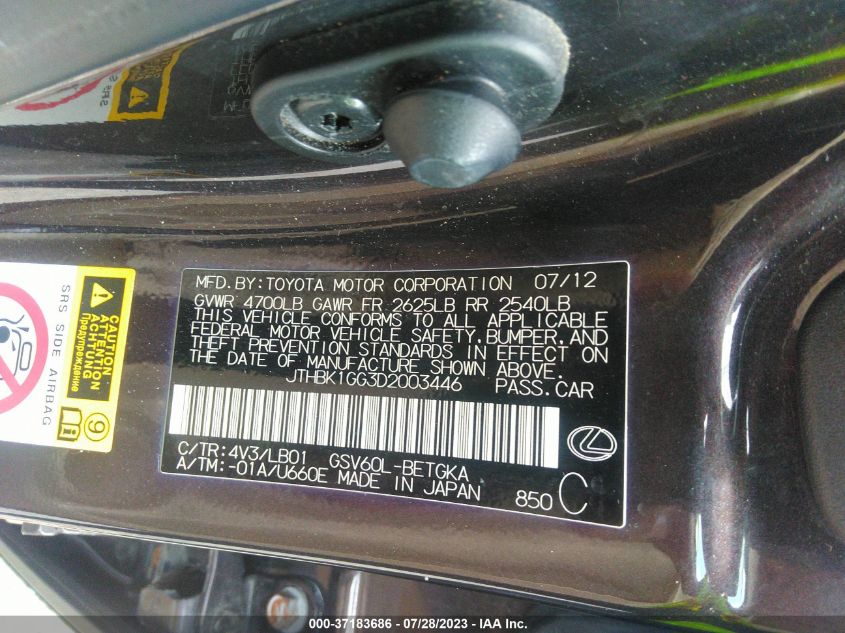 MFD.BY:TOYOTA MOTOR CORPORATION 07/12
GVWR 4700LB GAWR FR 2625LB RR 2540LB
THIS VEHICLE CONFORMS TO ALL APPLICABLE
FEDERAL MOTOR VEHICLE SAFETY,BUMPER,AND
THEFT PREVENTION STANDARDS IN EFFECT ON
THE DATE OF MANUFACTURE SHOWN ABOVE.
JTHBK1GG3D2003446 PASS.CAR
C/TR:4V3/LB01 GSV60L-BETGKA
A/TM:-01A/U660E MADE IN JAPAN 850 C
SRS SIDE AIRBAG
CAUTION
ATTENTION
ACHTUNG
Предупреждение
9
000-37183686 - 07/28/2023 - IAA Inc.